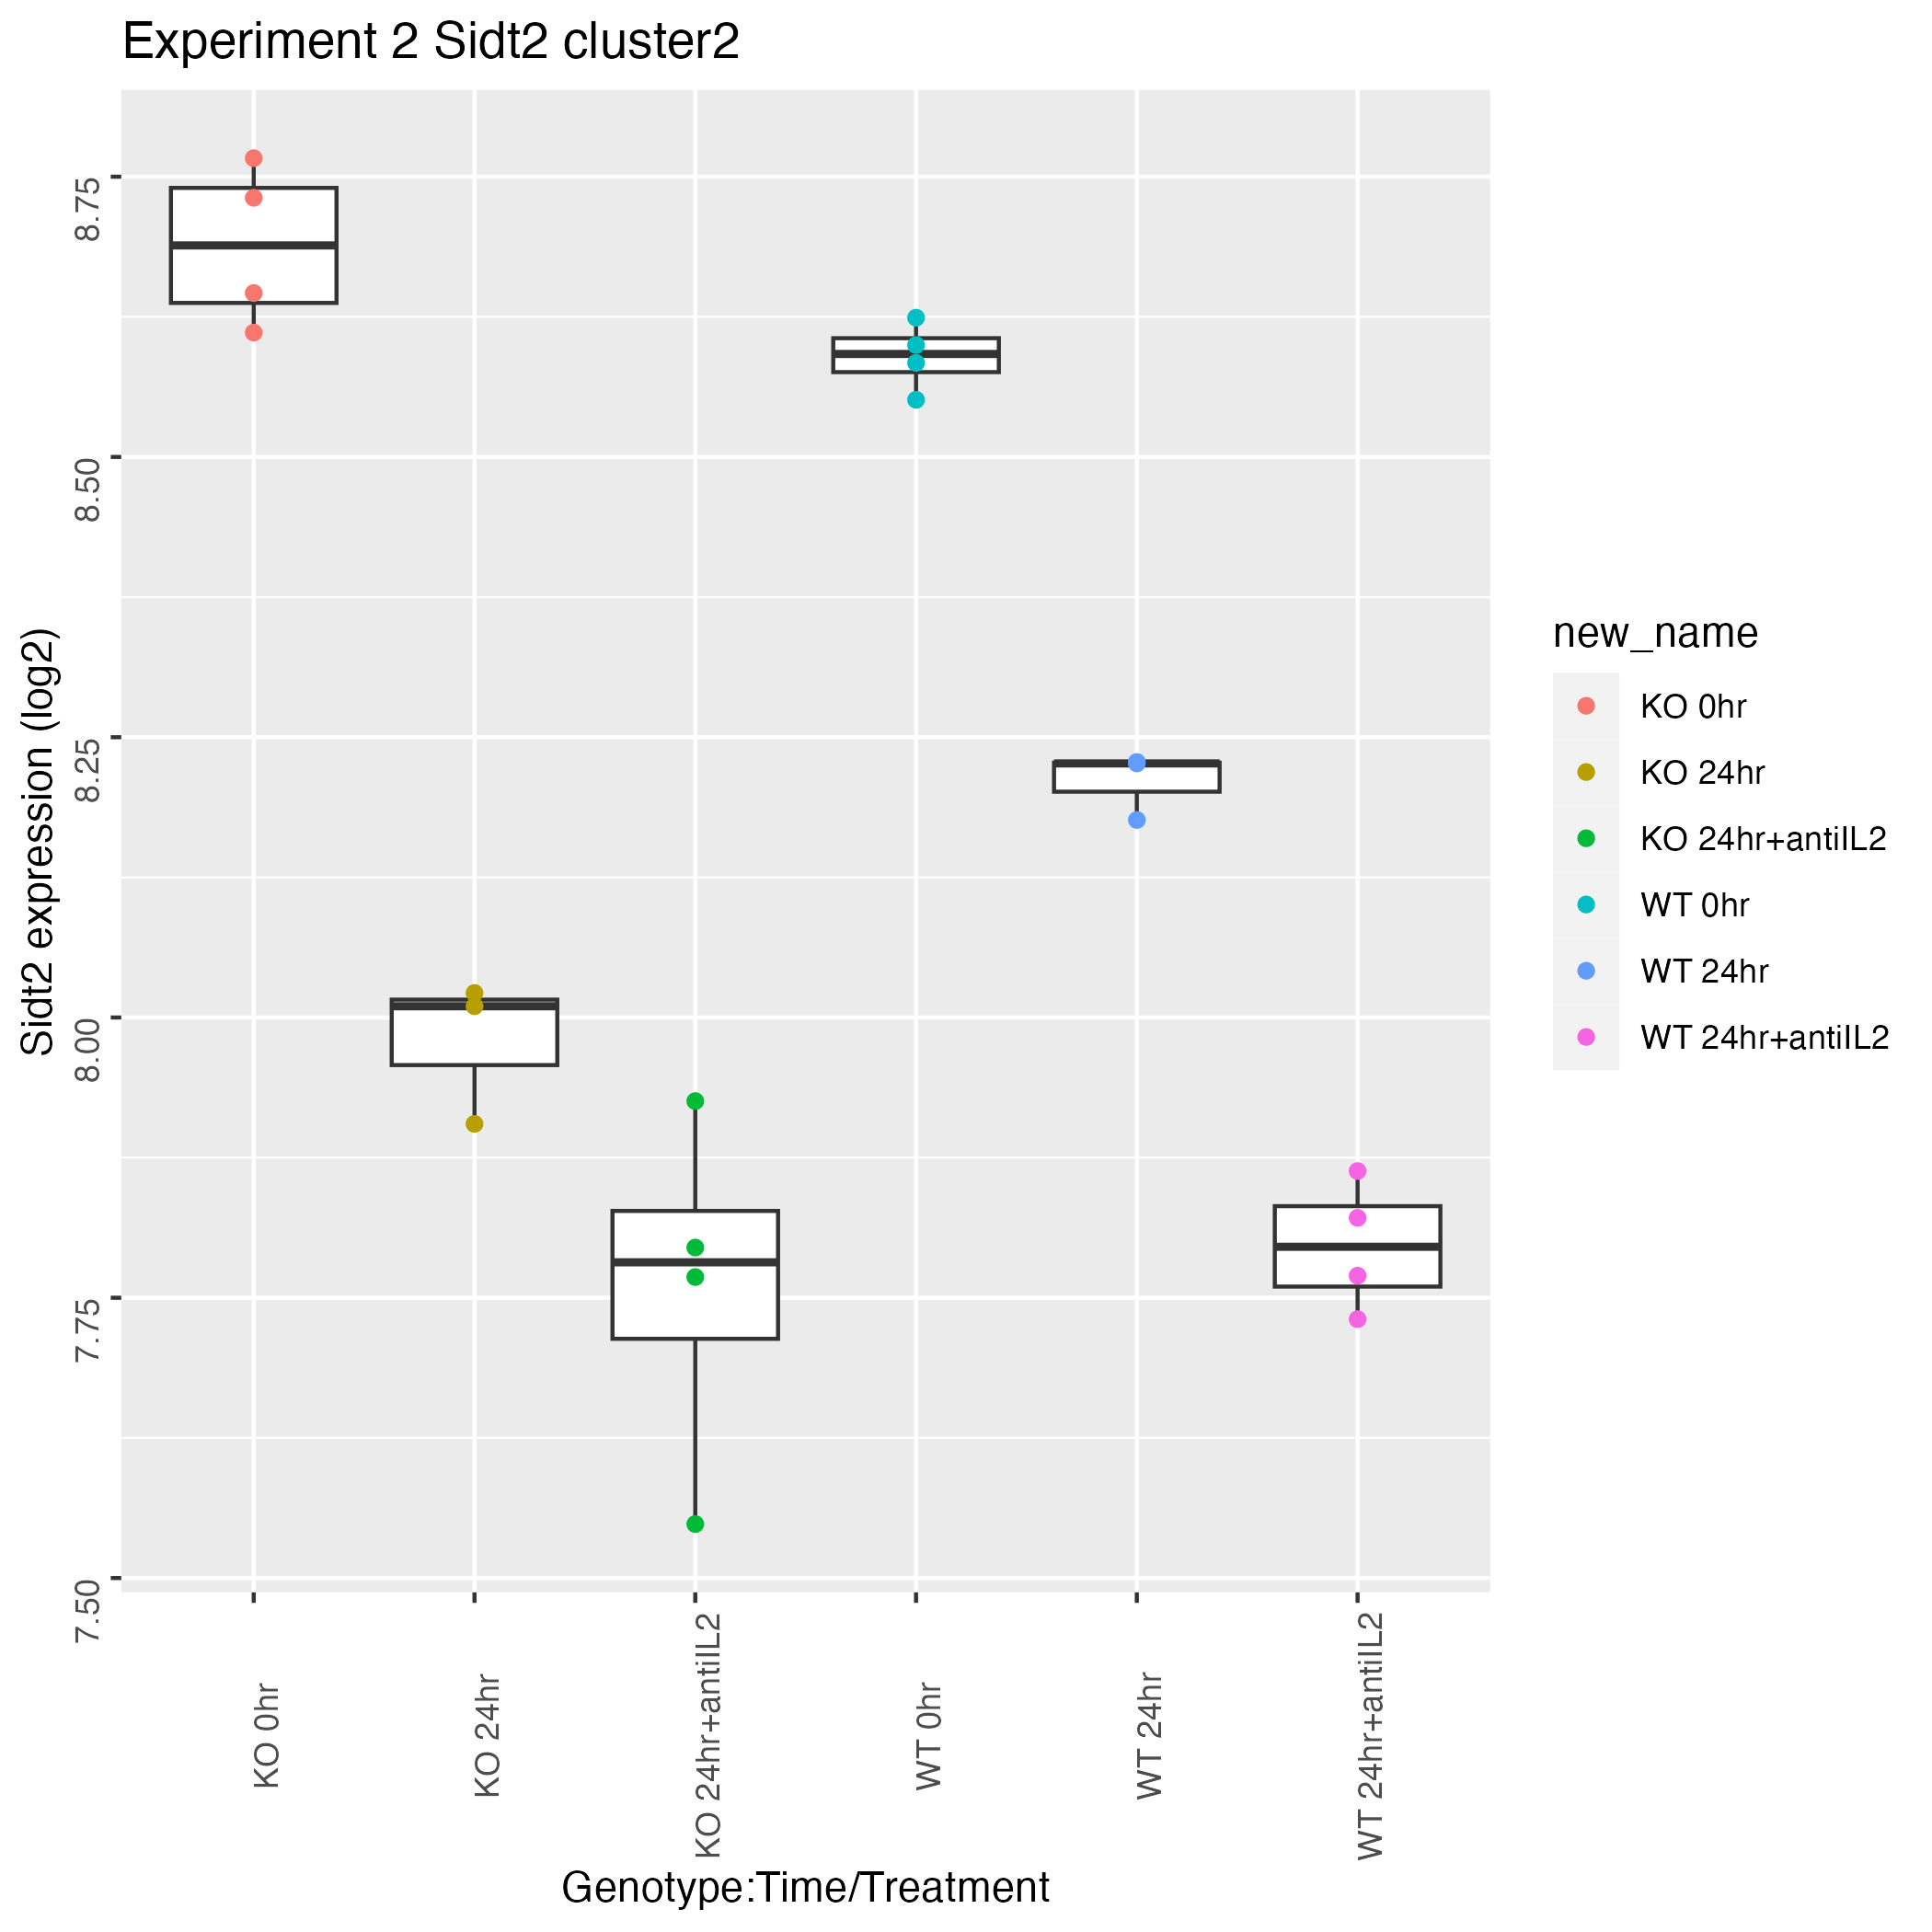 Experiment 2 Sidt2 cluster2
Sidt2 expression (log2)
8.75
8.50
8.25
8.00
7.75
7.50
KO 0hr
KO 24hr
KO 24hr+antiIL2
WT 0hr
WT 24hr
WT 24hr+antiIL2
Genotype:Time/Treatment
new_name
KO 0hr
KO 24hr
KO 24hr+antiIL2
WT 0hr
WT 24hr
WT 24hr+antiIL2